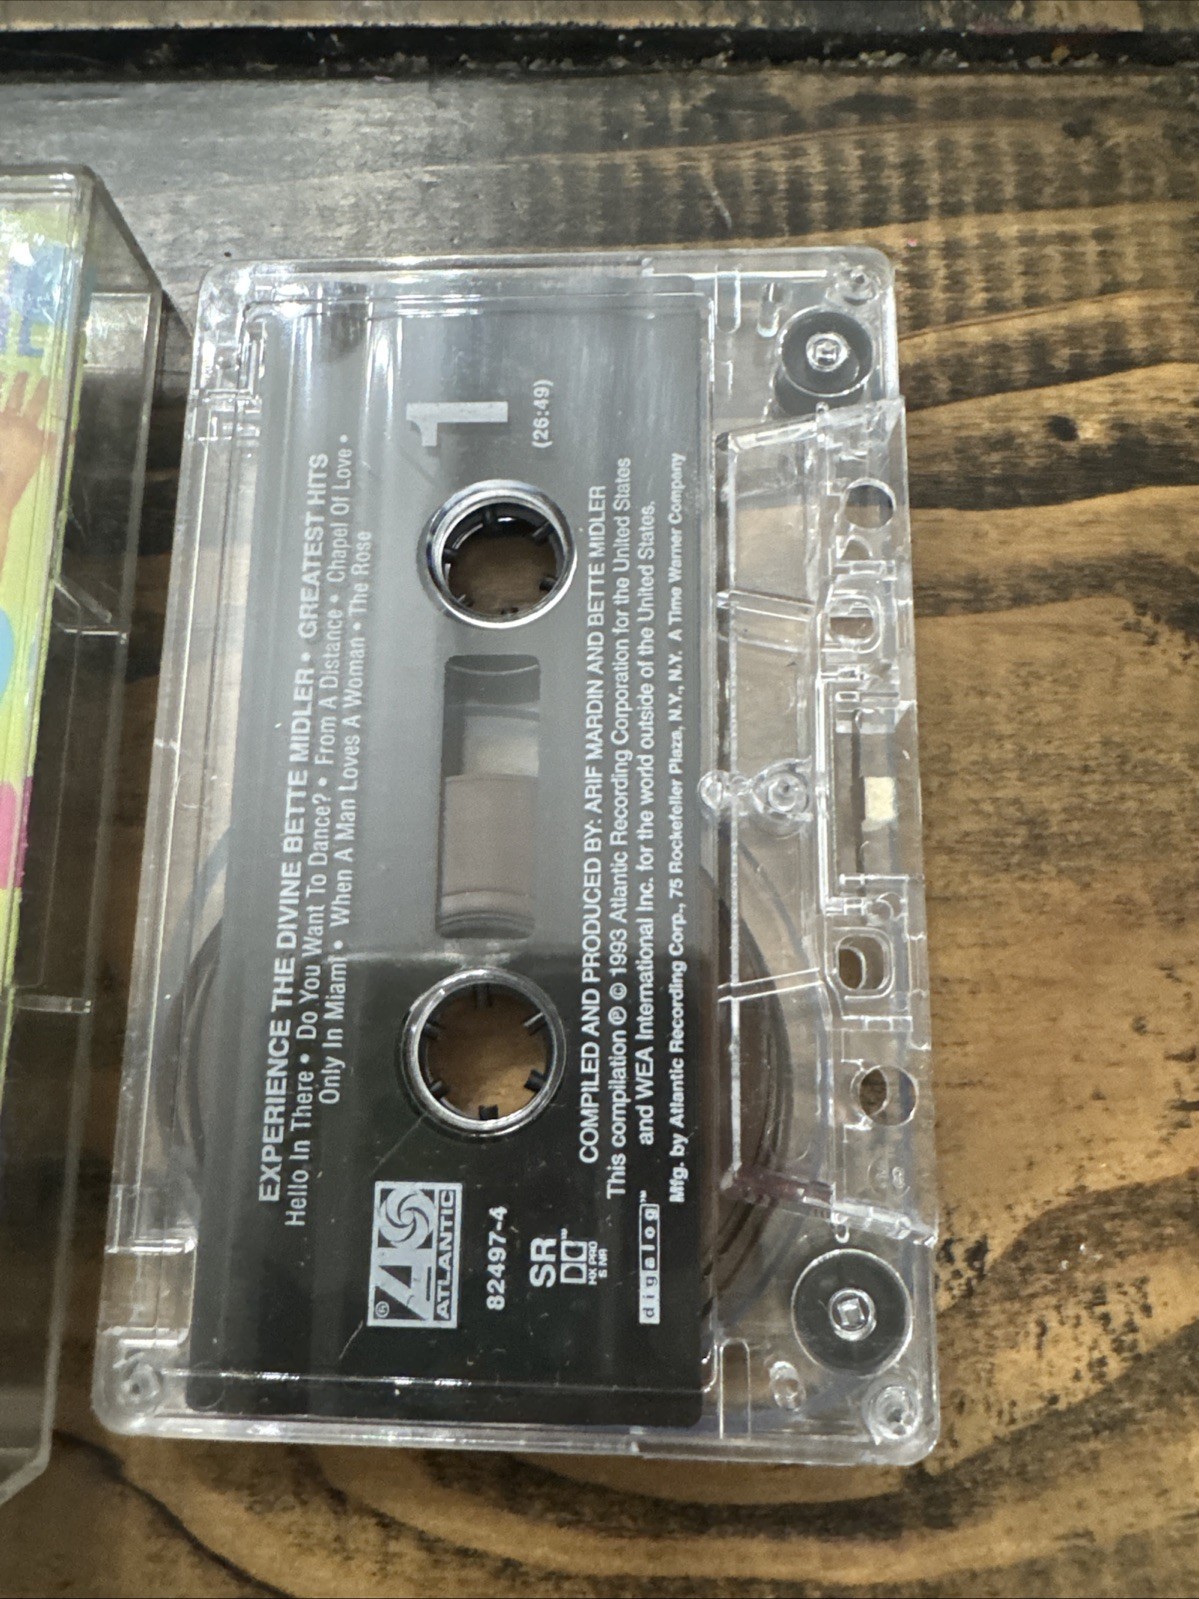 EXPERIENCE THE DIVINE BETTE MIDLER • GREATEST HITS
Hello In There • Do You Want To Dance? • From A Distance • Chapel Of Love •
Only In Miami • When A Man Loves A Woman • The Rose
1
(26:49)
ATLANTIC
82497-4
SR
HX PRO
digalog™
COMPILED AND PRODUCED BY: ARIF MARDIN AND BETTE MIDLER
This compilation ℗ © 1993 Atlantic Recording Corporation for the United States
and WEA International Inc. for the world outside of the United States.
Mfg. by Atlantic Recording Corp., 75 Rockefeller Plaza, N.Y., N.Y. A Time Warner Company